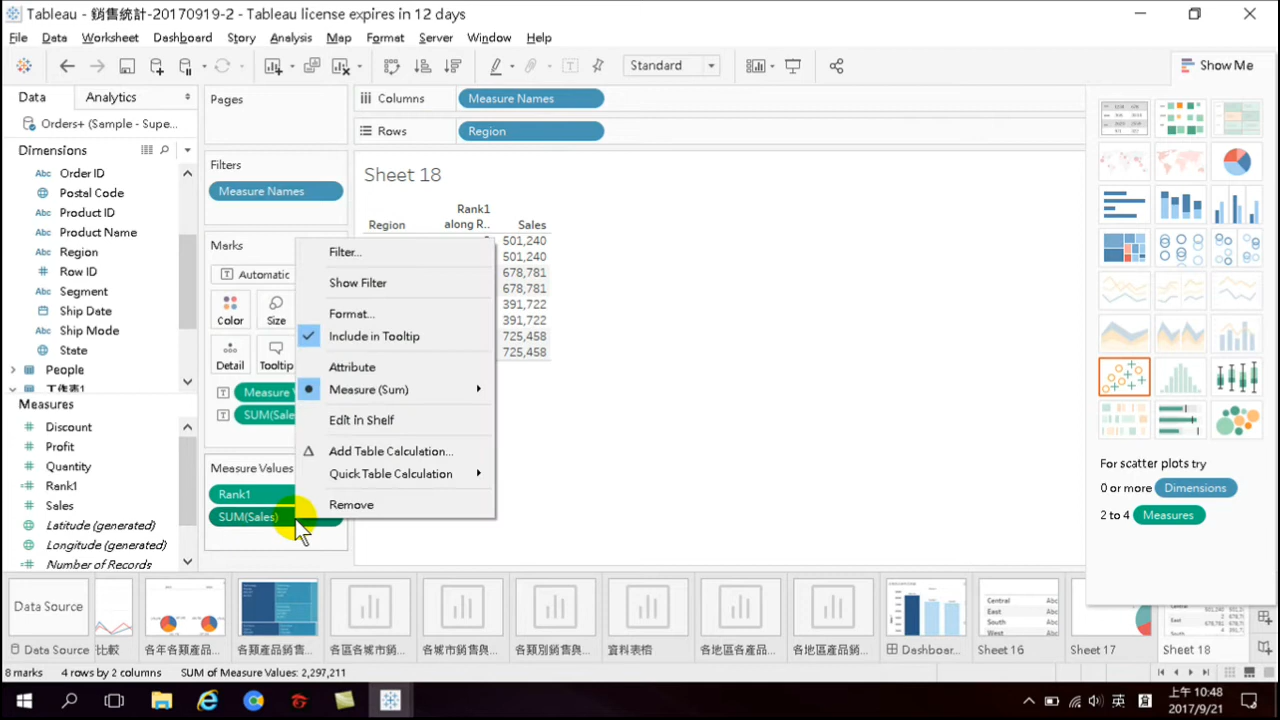 Tableau - 銷售統計-20170919-2 - Tableau license expires in 12 days
File Data Worksheet Dashboard Story Analysis Map Format Server Window Help
Standard
Show Me
Data Analytics
Orders+ (Sample - Supe...
Dimensions
Order ID
Postal Code
Product ID
Product Name
Region
Row ID
Segment
Ship Date
Ship Mode
State
People
工作表1
Measures
Discount
Profit
Quantity
Rank1
Sales
Latitude (generated)
Longitude (generated)
Number of Records
Pages
Filters
Measure Names
Marks
Automatic
Color Size
Detail Tooltip
Measure V
SUM(Sale
Measure Values
Rank1
SUM(Sales)
Columns Measure Names
Rows Region
Sheet 18
Rank1
Region along R.. Sales
501,240
501,240
678,781
678,781
391,722
391,722
725,458
725,458
Filter...
Show Filter
Format...
Include in Tooltip
Attribute
Measure (Sum)
Edit in Shelf
Add Table Calculation...
Quick Table Calculation
Remove
For scatter plots try
0 or more Dimensions
2 to 4 Measures
Data Source
Central Abc
East Abc
South Abc
West
Data Source 比較 各年各類產品... 各類產品銷售... 各區各城市銷... 各城市銷售... 各類別銷售... 資料表格 各地區各產品... 各地區產品銷... Dashboar... Sheet 16 Sheet 17 Sheet 18
8 marks 4 rows by 2 columns SUM of Measure Values: 2,297,211
英
上午 10:48
2017/9/21